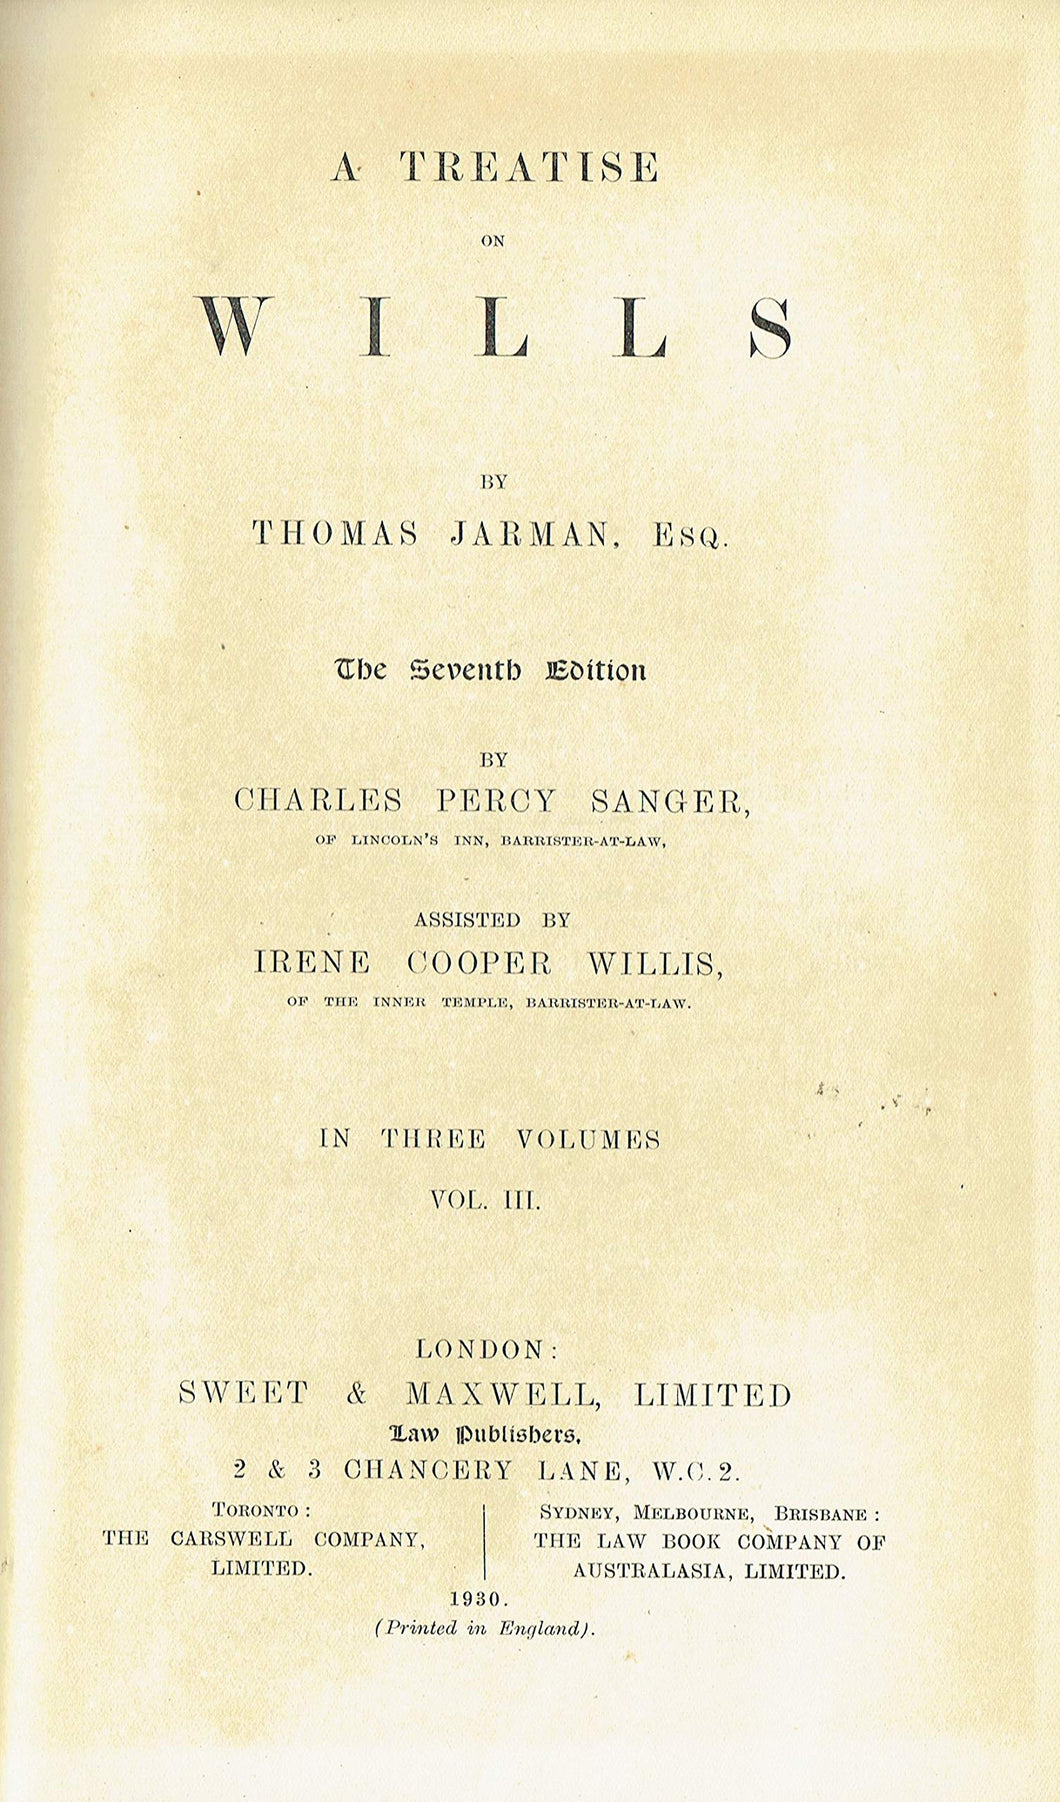 A TREATISE
ON
WILLS
BY
THOMAS JARMAN, ESQ.
The Seventh Edition
BY
CHARLES PERCY SANGER,
OF LINCOLN'S INN, BARRISTER-AT-LAW,
ASSISTED BY
IRENE COOPER WILLIS,
OF THE INNER TEMPLE, BARRISTER-AT-LAW.
IN THREE VOLUMES
VOL. III.
LONDON:
SWEET & MAXWELL, LIMITED
Law Publishers,
2 & 3 CHANCERY LANE, W.C.2.
TORONTO:
THE CARSWELL COMPANY,
LIMITED.
SYDNEY, MELBOURNE, BRISBANE:
THE LAW BOOK COMPANY OF
AUSTRALASIA, LIMITED.
1930.
(Printed in England).